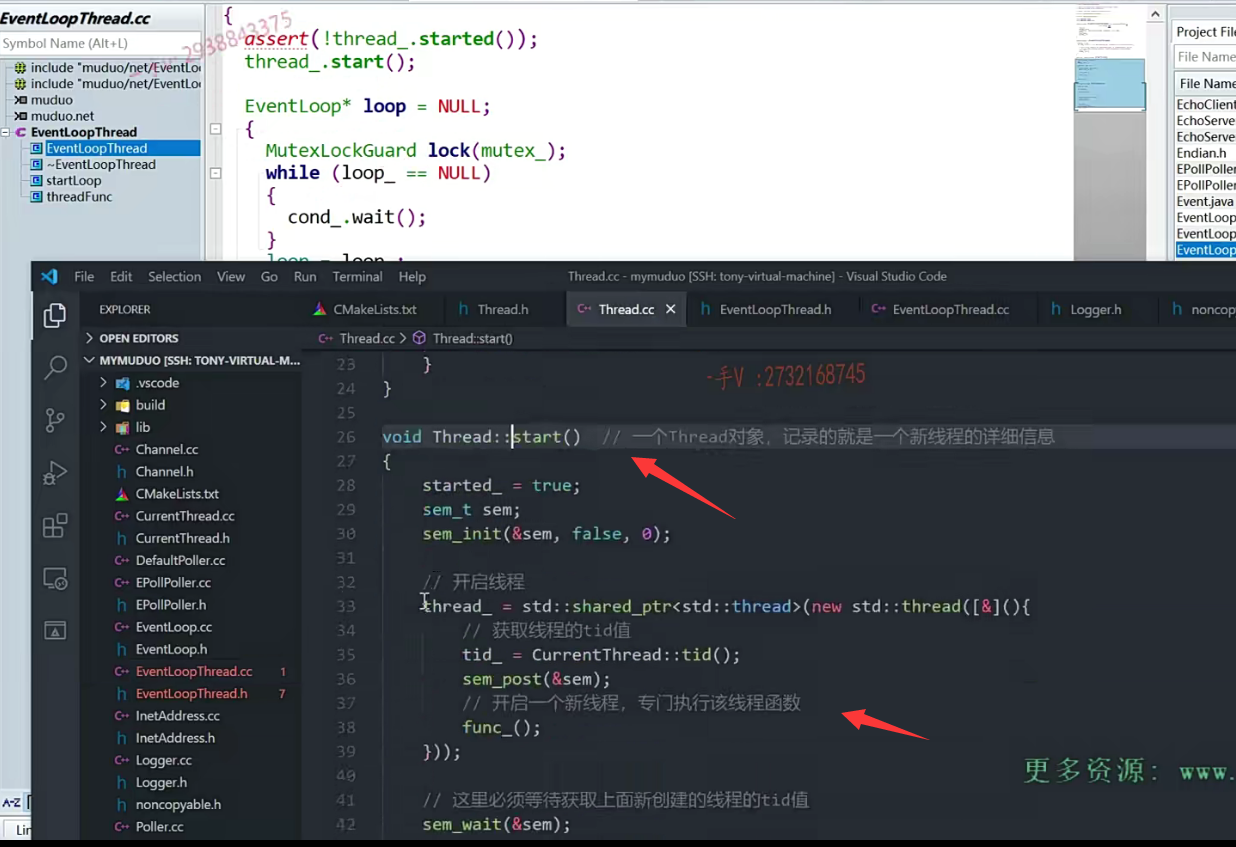 EventLoopThread.cc
Symbol Name (Alt+L)
include "muduo/net/EventLo
include "muduo/net/EventLo
muduo
muduo.net
EventLoopThread
EventLoopThread
~EventLoopThread
startLoop
threadFunc
A-Z
{
assert(!thread_.started());
thread_.start();
EventLoop* loop = NULL;
{
MutexLockGuard lock(mutex_);
while (loop_ == NULL)
{
cond_.wait();
}
2938843375
Project File
File Name
File Name
EchoClient
EchoServe
EchoServe
Endian.h
EPollPoller
EPollPoller
Event.java
EventLoop
EventLoop
EventLoop
File Edit Selection View Go Run Terminal Help
Thread.cc - mymuduo [SSH: tony-virtual-machine] - Visual Studio Code
EXPLORER
OPEN EDITORS
MYMUDUO [SSH: TONY-VIRTUAL-M...
.vscode
build
lib
Channel.cc
Channel.h
CMakeLists.txt
CurrentThread.cc
CurrentThread.h
DefaultPoller.cc
EPollPoller.cc
EPollPoller.h
EventLoop.cc
EventLoop.h
EventLoopThread.cc 1
EventLoopThread.h 7
InetAddress.cc
InetAddress.h
Logger.cc
Logger.h
noncopyable.h
Poller.cc
CMakeLists.txt Thread.h Thread.cc EventLoopThread.h EventLoopThread.cc Logger.h noncop
Thread.cc > Thread::start()
23 }
24 }
25
26 void Thread::start() // 一个Thread对象，记录的就是一个新线程的详细信息
27 {
28 started_ = true;
29 sem_t sem;
30 sem_init(&sem, false, 0);
31
32 // 开启线程
33 thread_ = std::shared_ptr<std::thread>(new std::thread([&](){
34 // 获取线程的tid值
35 tid_ = CurrentThread::tid();
36 sem_post(&sem);
37 // 开启一个新线程，专门执行该线程函数
38 func_();
39 }));
40
41 // 这里必须等待获取上面新创建的线程的tid值
42 sem_wait(&sem);
-手V :2732168745
更多资源：www.